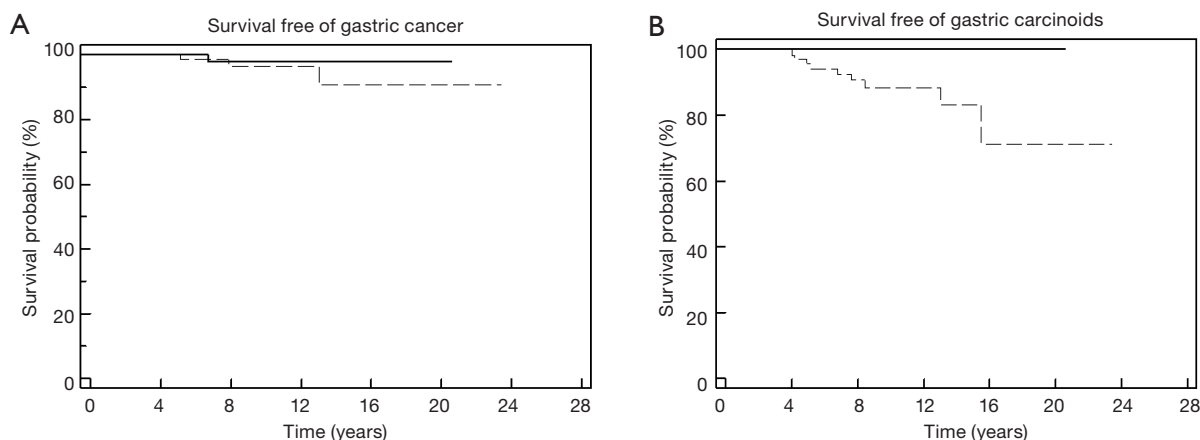 A
Survival free of gastric cancer
Survival probability (%)
100
80
60
40
20
0
0 4 8 12 16 20 24 28
Time (years)
B
Survival free of gastric carcinoids
Survival probability (%)
100
80
60
40
20
0
0 4 8 12 16 20 24 28
Time (years)